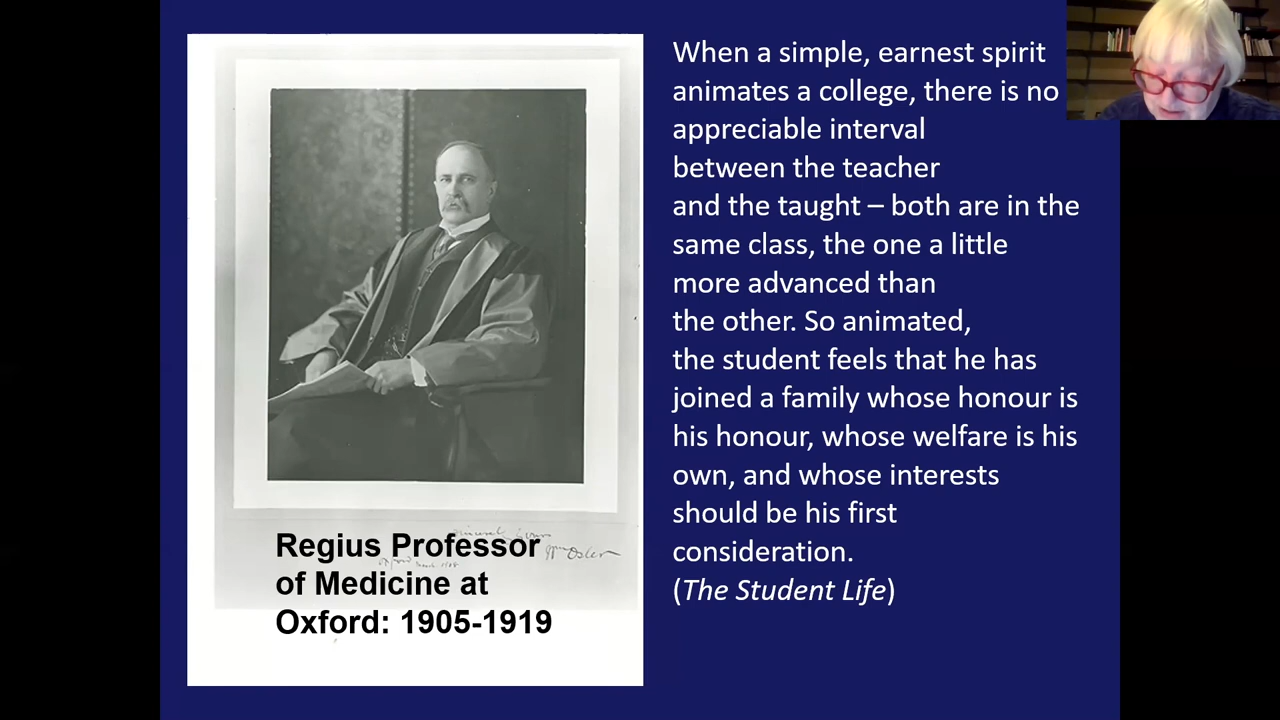 When a simple, earnest spirit
animates a college, there is no
appreciable interval
between the teacher
and the taught – both are in the
same class, the one a little
more advanced than
the other. So animated,
the student feels that he has
joined a family whose honour is
his honour, whose welfare is his
own, and whose interests
should be his first
consideration.
(The Student Life)
Wm Osler
Regius Professor
of Medicine at
Oxford: 1905-1919